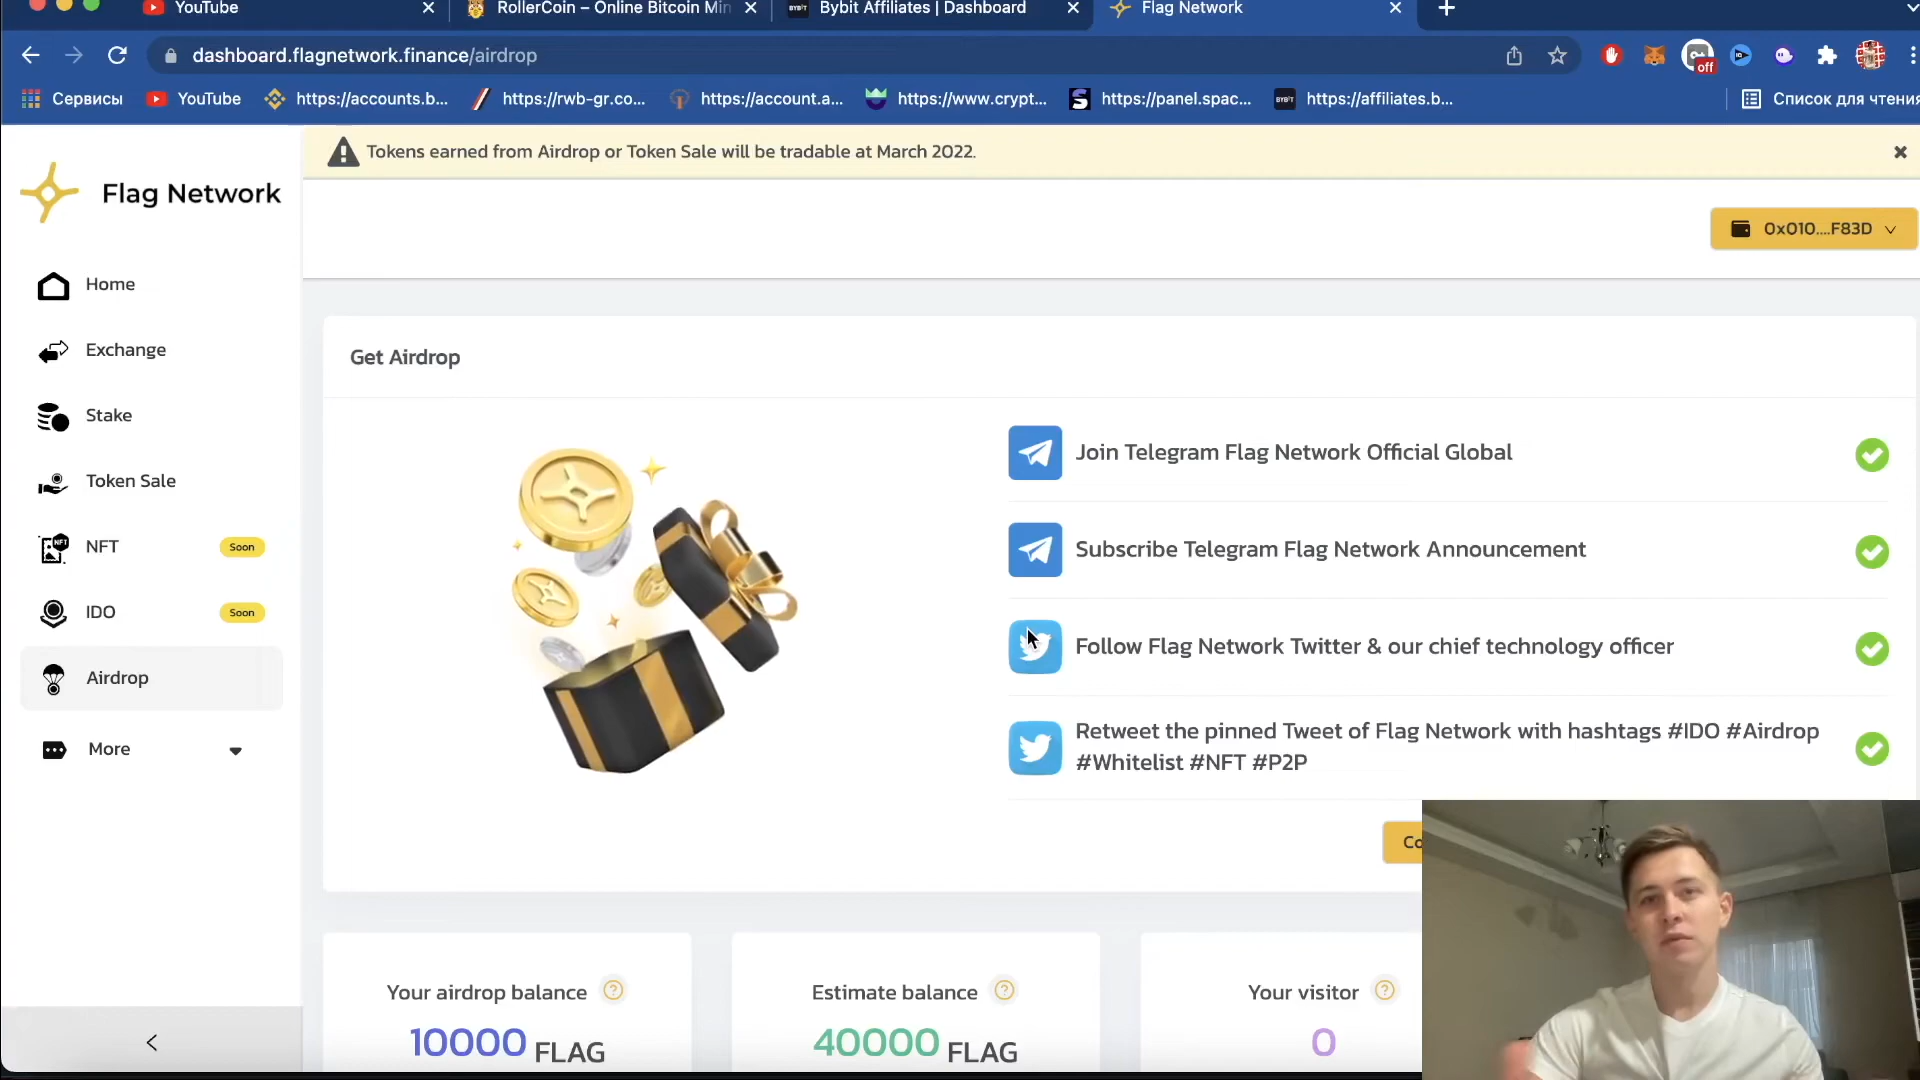 YouTube
RollerCoin – Online Bitcoin Min
Bybit Affiliates | Dashboard
Flag Network
dashboard.flagnetwork.finance/airdrop
off
Сервисы
YouTube
https://accounts.b...
https://rwb-gr.co...
https://account.a...
https://www.crypt...
https://panel.spac...
https://affiliates.b...
Список для чтения
Tokens earned from Airdrop or Token Sale will be tradable at March 2022.
Flag Network
0x010....F83D
Home
Exchange
Stake
Token Sale
NFT
Soon
IDO
Soon
Airdrop
More
Get Airdrop
Join Telegram Flag Network Official Global
Subscribe Telegram Flag Network Announcement
Follow Flag Network Twitter & our chief technology officer
Retweet the pinned Tweet of Flag Network with hashtags #IDO #Airdrop
#Whitelist #NFT #P2P
Your airdrop balance
10000 FLAG
Estimate balance
40000 FLAG
Your visitor
0